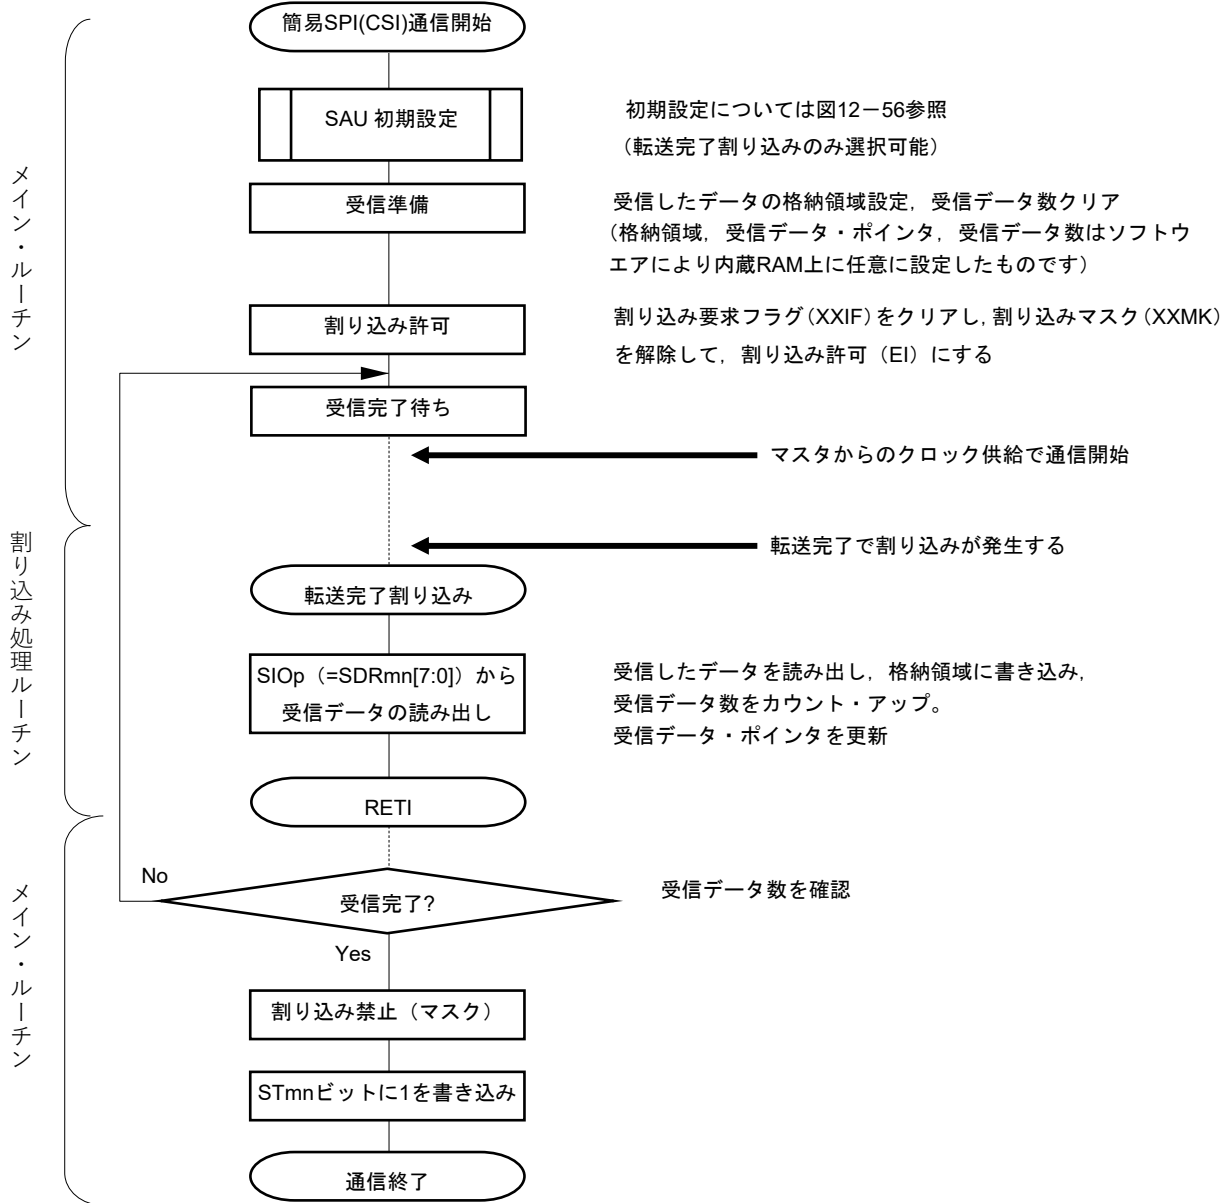 簡易SPI(CSI)通信開始
SAU 初期設定
初期設定については図12-56参照
(転送完了割り込みのみ選択可能)
メイン・ルーチン
受信準備
受信したデータの格納領域設定, 受信データ数クリア
(格納領域, 受信データ・ポインタ, 受信データ数はソフトウ
エアにより内蔵RAM上に任意に設定したものです)
割り込み許可
割り込み要求フラグ(XXIF)をクリアし, 割り込みマスク(XXMK)
を解除して, 割り込み許可(EI)にする
受信完了待ち
マスタからのクロック供給で通信開始
転送完了で割り込みが発生する
割り込み処理ルーチン
転送完了割り込み
SIOp(=SDRmn[7:0])から
受信データの読み出し
受信したデータを読み出し, 格納領域に書き込み,
受信データ数をカウント・アップ。
受信データ・ポインタを更新
RETI
メイン・ルーチン
No
受信完了?
受信データ数を確認
Yes
割り込み禁止(マスク)
STmnビットに1を書き込み
通信終了